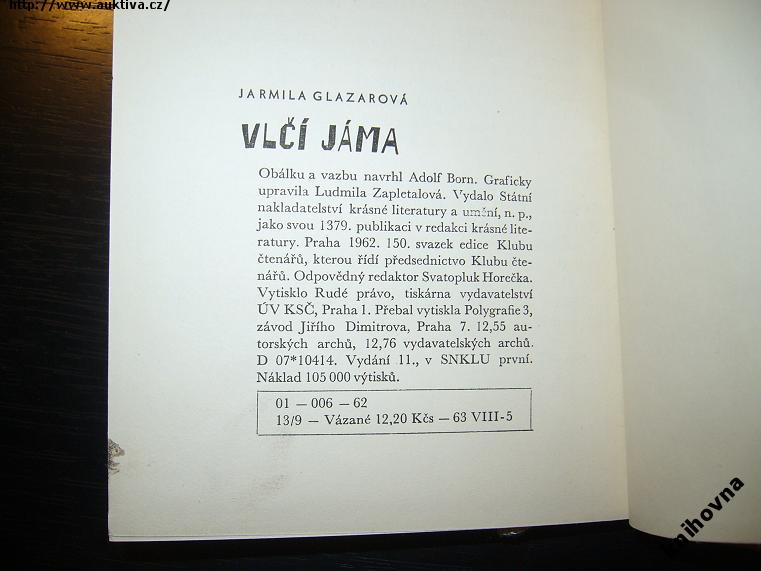 http://www.auktiva.cz/
JARMILA GLAZAROVÁ
VLČÍ JÁMA
Obálku a vazbu navrhl Adolf Born. Graficky
upravila Ludmila Zapletalová. Vydalo Státní
nakladatelství krásné literatury a umění, n. p.,
jako svou 1379. publikaci v redakci krásné lite-
ratury. Praha 1962. 150. svazek edice Klubu
čtenářů, kterou řídí předsednictvo Klubu čte-
nářů. Odpovědný redaktor Svatopluk Horečka.
Vytisklo Rudé právo, tiskárna vydavatelství
ÚV KSČ, Praha 1. Přebal vytiskla Polygrafie 3,
závod Jiřího Dimitrova, Praha 7. 12,55 au-
torských archů, 12,76 vydavatelských archů.
D 07*10414. Vydání 11., v SNKLU první.
Náklad 105 000 výtisků.
01 — 006 — 62
13/9 — Vázané 12,20 Kčs — 63 VIII-5
knihovna